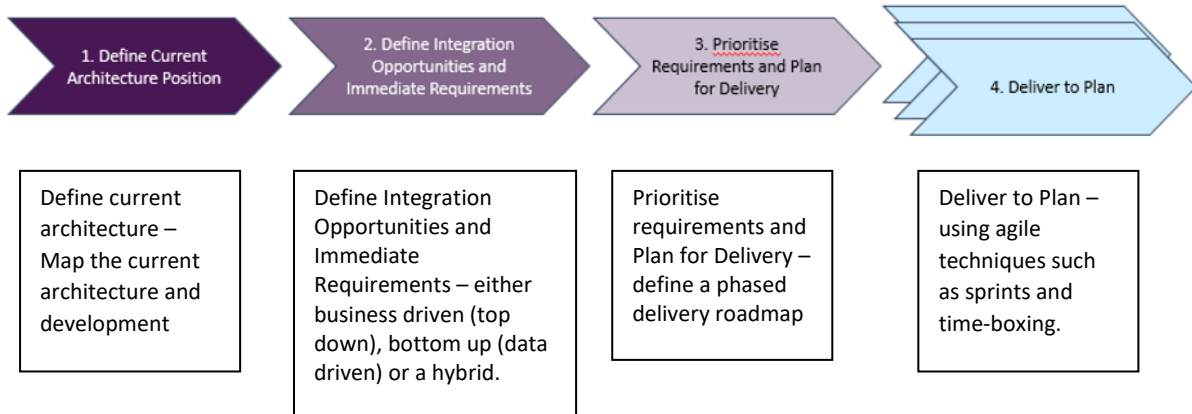 1. Define Current
Architecture Position
2. Define Integration
Opportunities and
Immediate Requirements
3. Prioritise
Requirements and Plan
for Delivery
4. Deliver to Plan
Define current
architecture –
Map the current
architecture and
development
Define Integration
Opportunities and
Immediate
Requirements – either
business driven (top
down), bottom up (data
driven) or a hybrid.
Prioritise
requirements and
Plan for Delivery –
define a phased
delivery roadmap
Deliver to Plan –
using agile
techniques such
as sprints and
time-boxing.